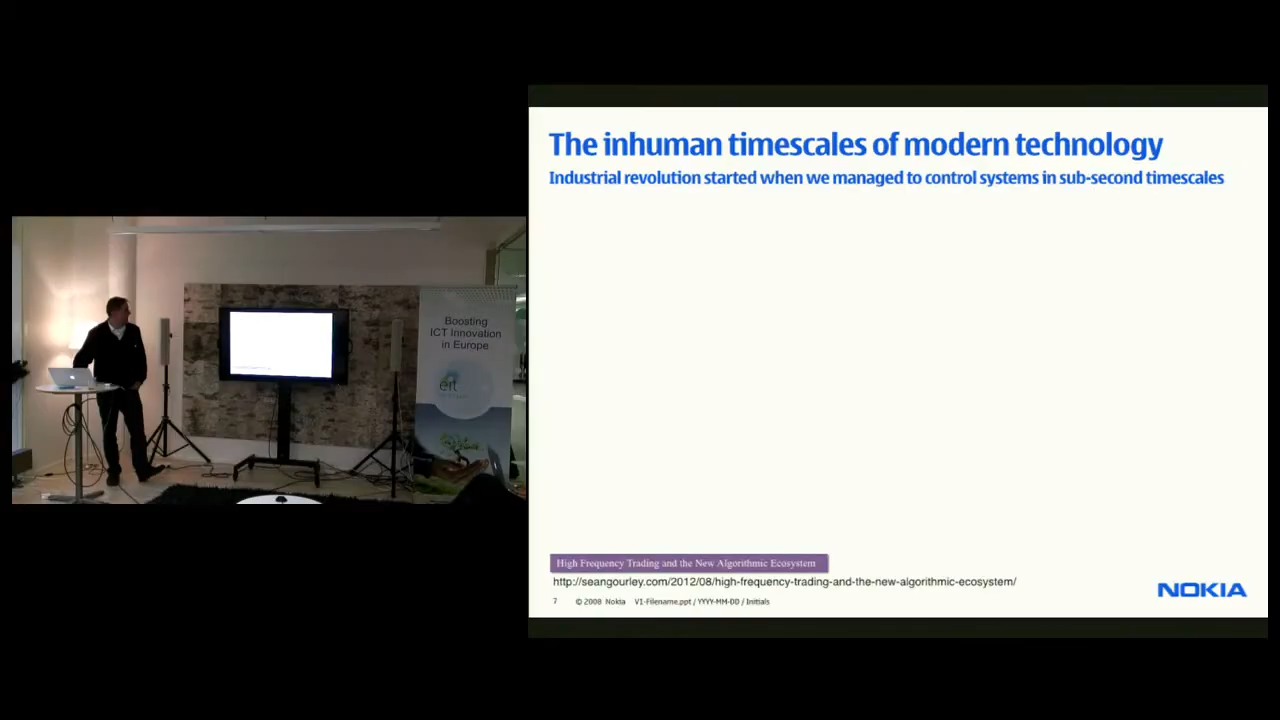 The inhuman timescales of modern technology
Industrial revolution started when we managed to control systems in sub-second timescales
Boosting
ICT Innovation
in Europe
eit
High Frequency Trading and the New Algorithmic Ecosystem
http://seangourley.com/2012/08/high-frequency-trading-and-the-new-algorithmic-ecosystem/
7 © 2008 Nokia V1-Filename.ppt / YYYY-MM-DD / Initials
NOKIA